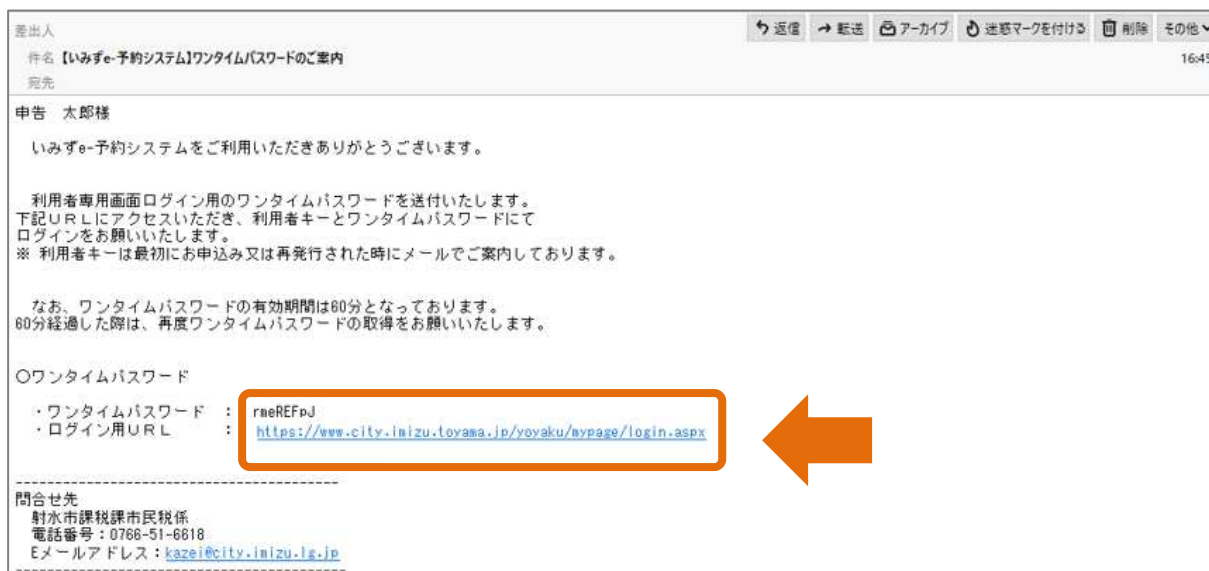 差出人 返信 転送 アーカイブ 迷惑マークを付ける 削除 その他
件名 【いみずe-予約システム】ワンタイムパスワードのご案内 16:45
宛先
申告 太郎様
いみずe-予約システムをご利用いただきありがとうございます。
利用者専用画面ログイン用のワンタイムパスワードを送付いたします。
下記URLにアクセスいただき、利用者キーとワンタイムパスワードにて
ログインをお願いいたします。
※ 利用者キーは最初にお申込み又は再発行された時にメールでご案内しております。
なお、ワンタイムパスワードの有効期間は60分となっております。
60分経過した際は、再度ワンタイムパスワードの取得をお願いいたします。
○ワンタイムパスワード
・ワンタイムパスワード : rmeREFpJ
・ログイン用URL : https://www.city.imizu.toyama.jp/yoyaku/mypage/login.aspx
-----------------------------------------
問合せ先
射水市課税課市民税係
電話番号:0766-51-6618
Eメールアドレス:kazei@city.imizu.lg.jp
------------------------------------------